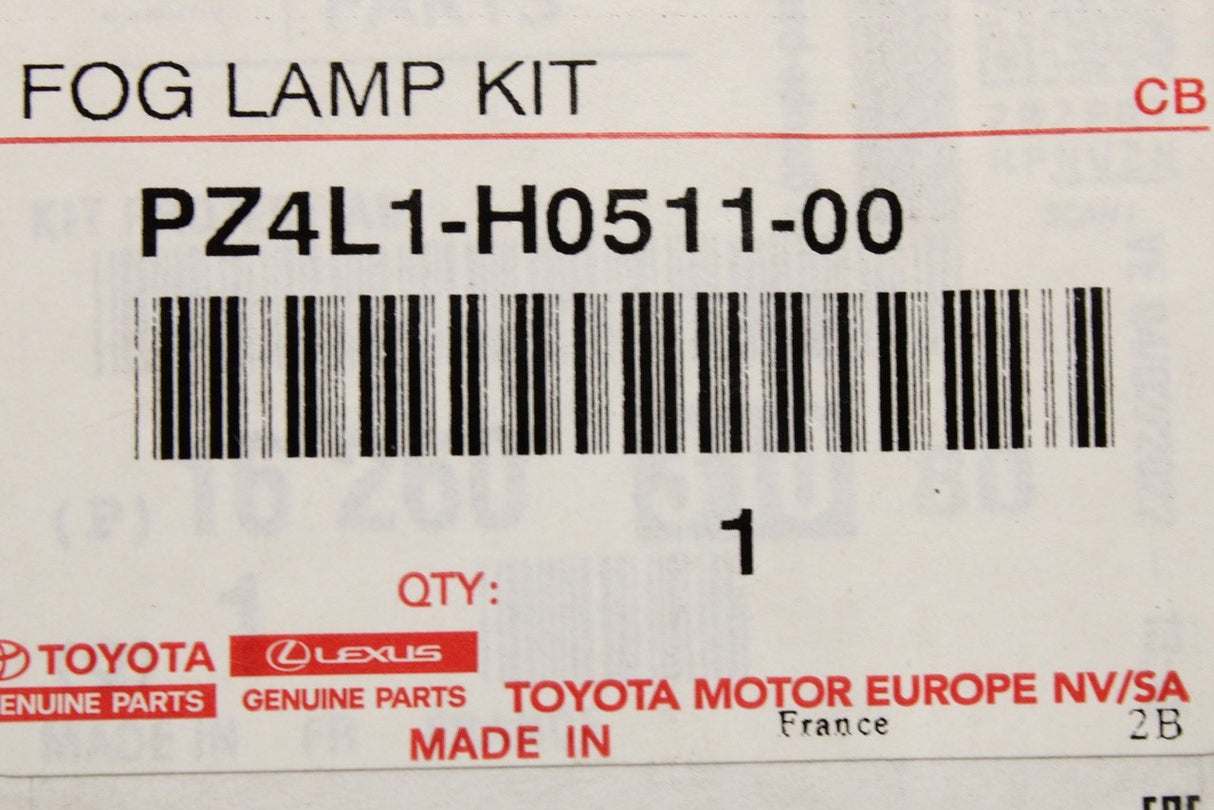 FOG LAMP KIT
CB
PZ4L1-H0511-00
1
QTY:
TOYOTA
LEXUS
ENUINE PARTS
GENUINE PARTS
TOYOTA MOTOR EUROPE NV/SA
MADE IN
France
2B